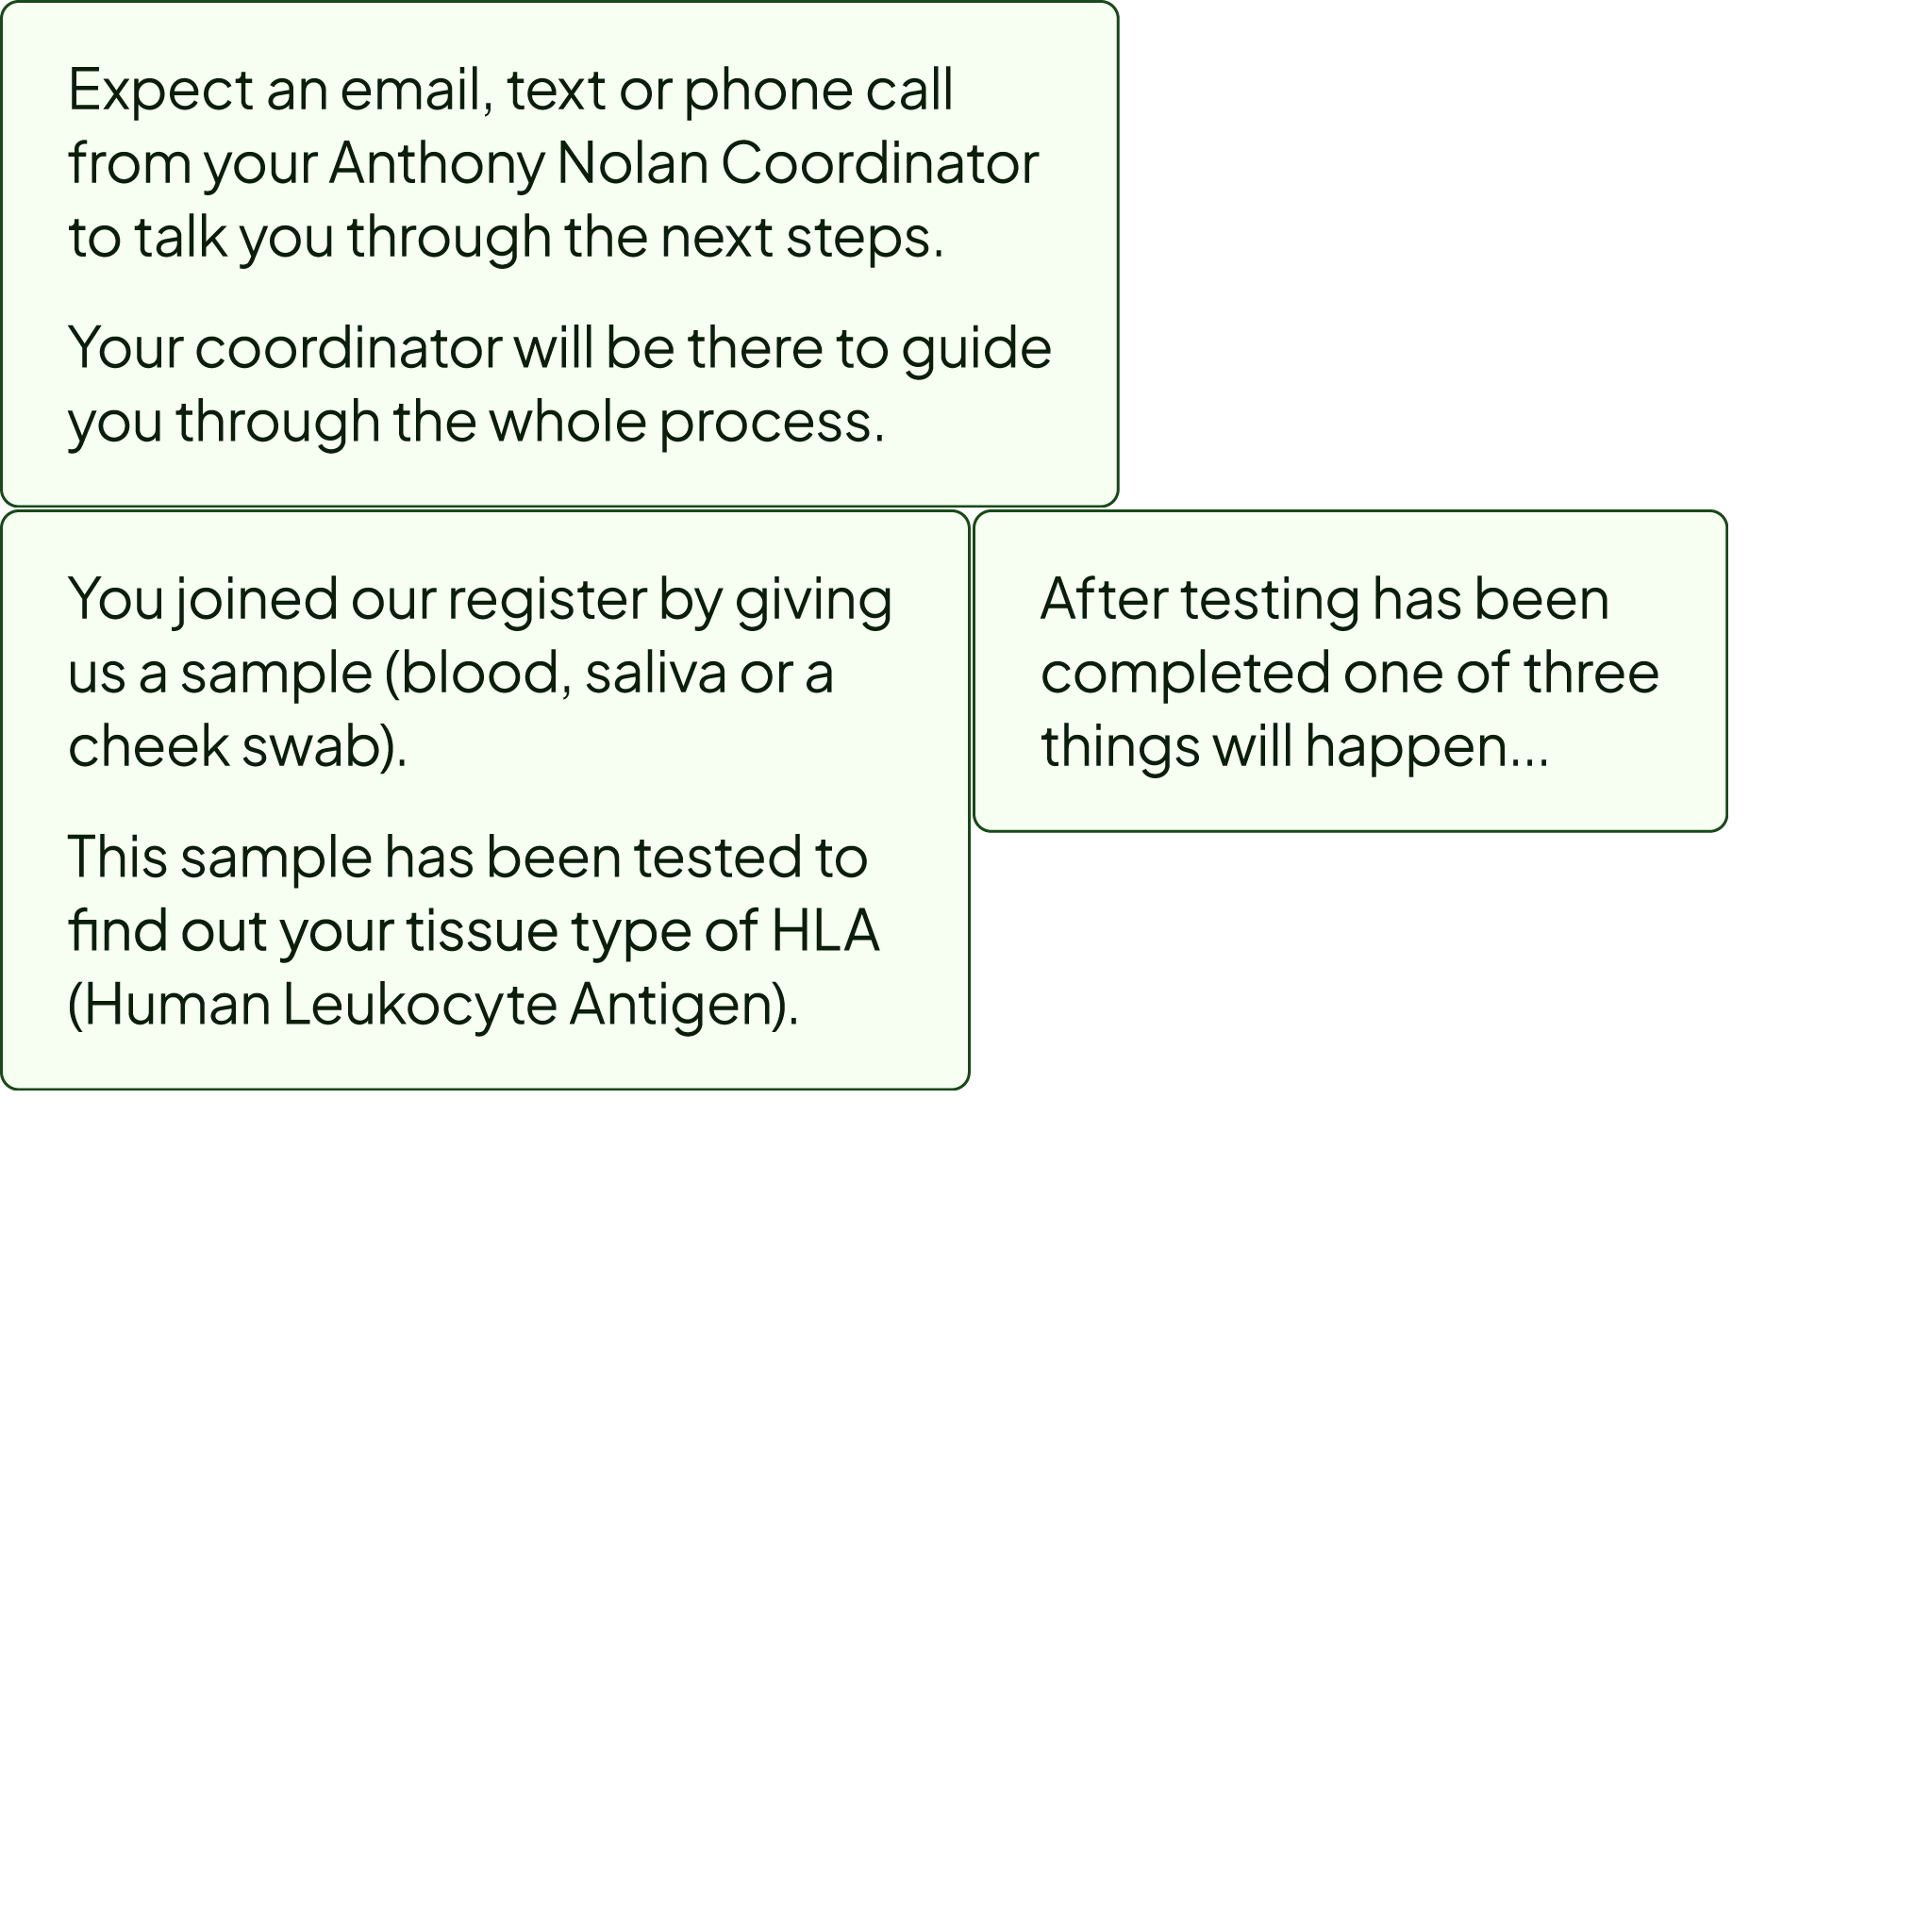 Expect an email, text or phone call
from your Anthony Nolan Coordinator
to talk you through the next steps.
Your coordinator will be there to guide
you through the whole process.
You joined our register by giving
us a sample (blood, saliva or a
cheek swab).
This sample has been tested to
find out your tissue type of HLA
(Human Leukocyte Antigen).
After testing has been
completed one of three
things will happen...